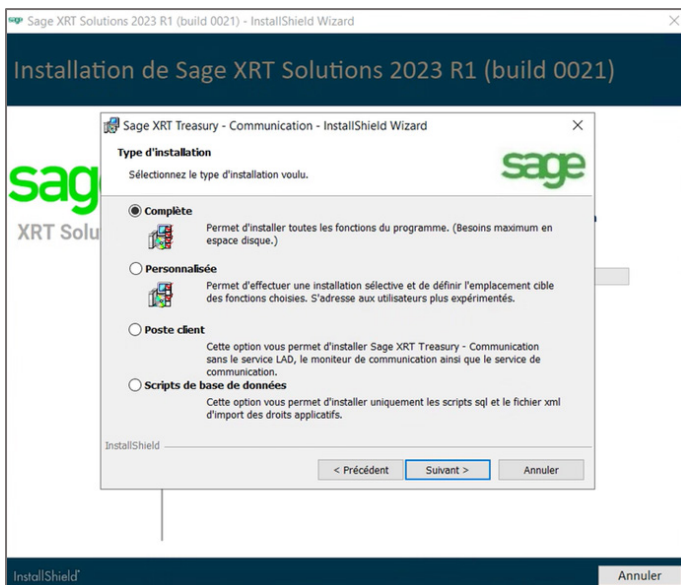 sage Sage XRT Solutions 2023 R1 (build 0021) - InstallShield Wizard
Installation de Sage XRT Solutions 2023 R1 (build 0021)
Sage XRT Treasury - Communication - InstallShield Wizard
Type d'installation
Sélectionnez le type d'installation voulu.
sage
sag
XRT Solu
Complète
Permet d'installer toutes les fonctions du programme. (Besoins maximum en
espace disque.)
Personnalisée
Permet d'effectuer une installation sélective et de définir l'emplacement cible
des fonctions choisies. S'adresse aux utilisateurs plus expérimentés.
Poste client
Cette option vous permet d'installer Sage XRT Treasury - Communication
sans le service LAD, le moniteur de communication ainsi que le service de
communication.
Scripts de base de données
Cette option vous permet d'installer uniquement les scripts sql et le fichier xml
d'import des droits applicatifs.
InstallShield
< Précédent Suivant > Annuler
InstallShield Annuler